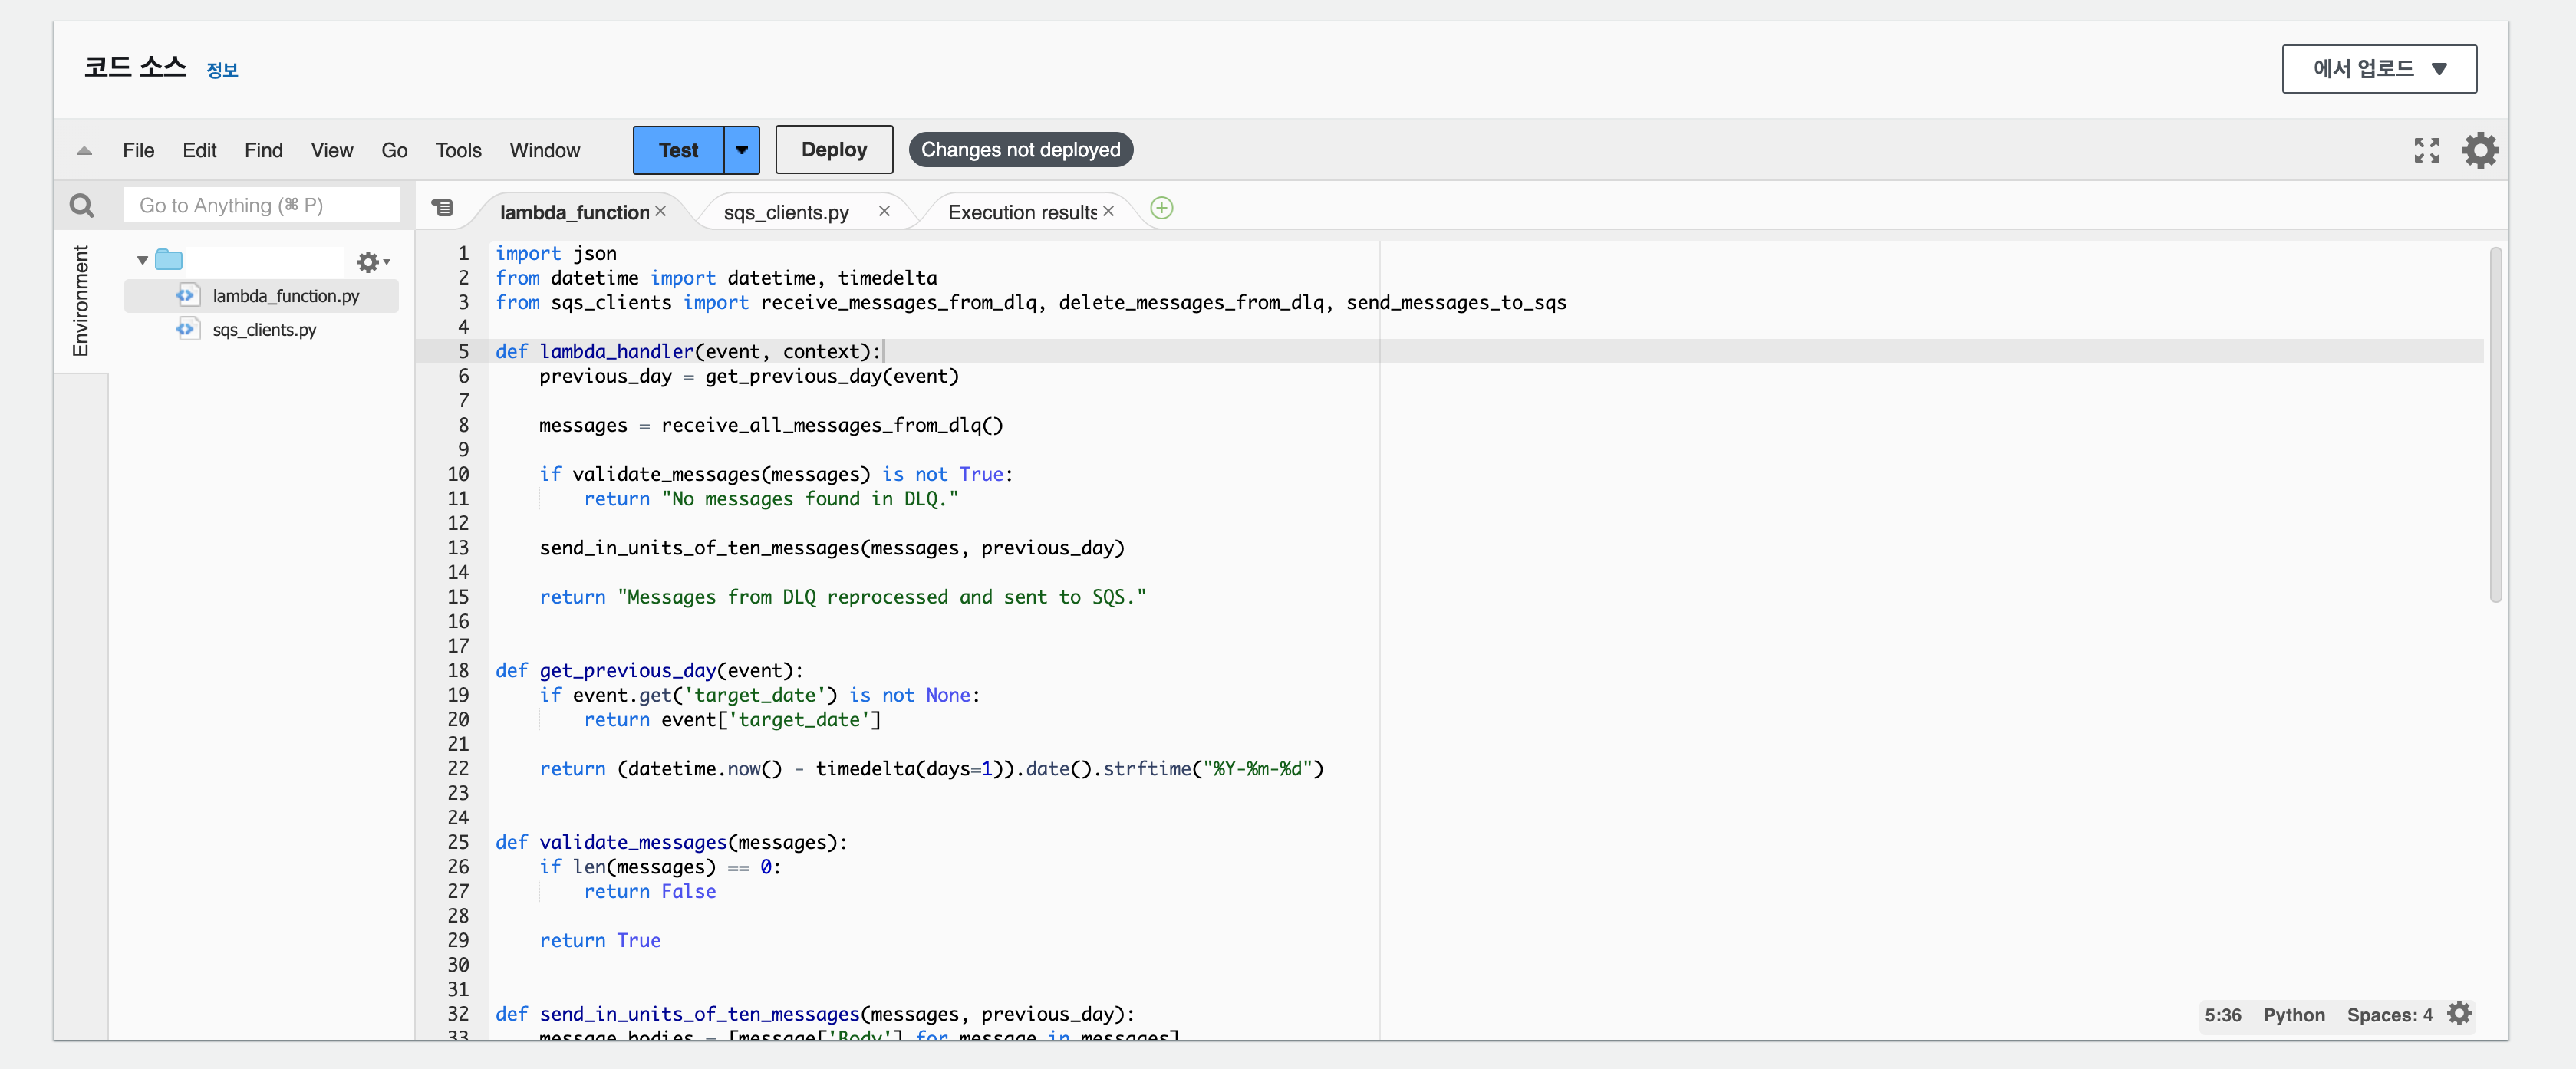 코드 소스 정보
에서 업로드
File Edit Find View Go Tools Window Test Deploy Changes not deployed
Go to Anything (⌘ P)
lambda_function × sqs_clients.py × Execution results ×
Environment
lambda_function.py
sqs_clients.py
1 import json
2 from datetime import datetime, timedelta
3 from sqs_clients import receive_messages_from_dlq, delete_messages_from_dlq, send_messages_to_sqs
4
5 def lambda_handler(event, context):
6     previous_day = get_previous_day(event)
7
8     messages = receive_all_messages_from_dlq()
9
10     if validate_messages(messages) is not True:
11         return "No messages found in DLQ."
12
13     send_in_units_of_ten_messages(messages, previous_day)
14
15     return "Messages from DLQ reprocessed and sent to SQS."
16
17
18 def get_previous_day(event):
19     if event.get('target_date') is not None:
20         return event['target_date']
21
22     return (datetime.now() - timedelta(days=1)).date().strftime("%Y-%m-%d")
23
24
25 def validate_messages(messages):
26     if len(messages) == 0:
27         return False
28
29     return True
30
31
32 def send_in_units_of_ten_messages(messages, previous_day):
33     message_bodies = [message['Body'] for message in messages]
5:36 Python Spaces: 4